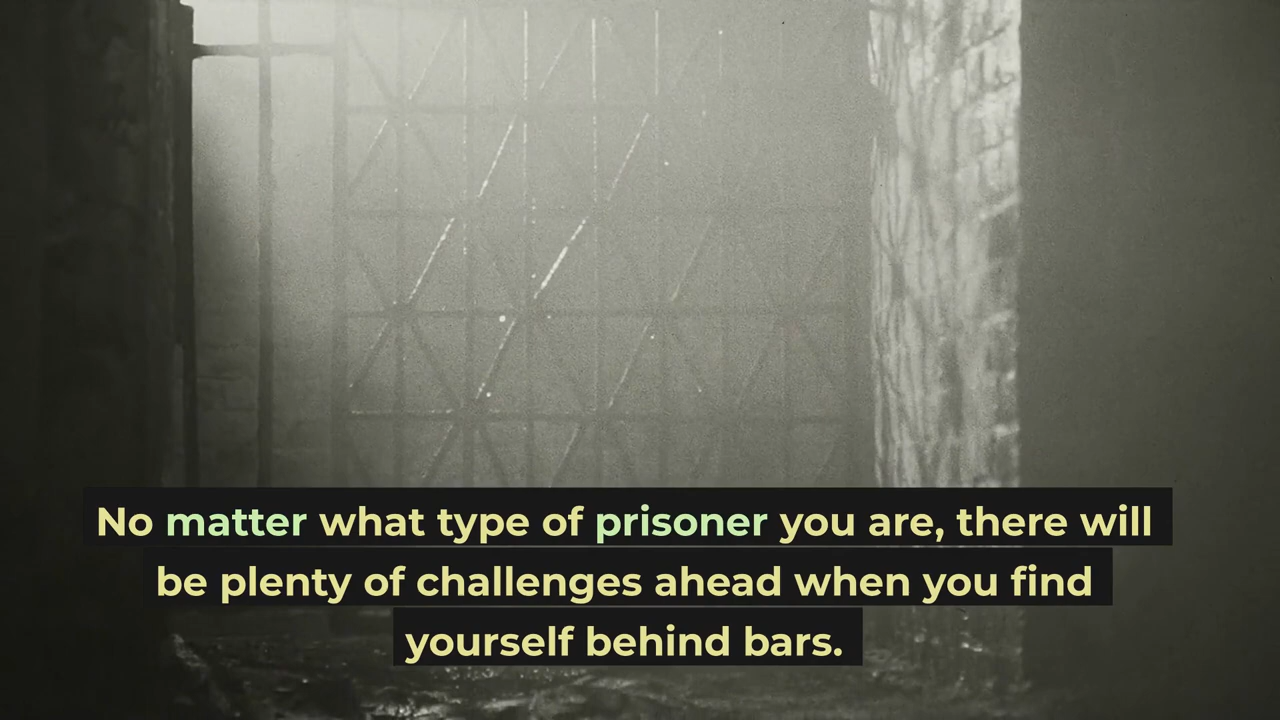 No matter what type of prisoner you are, there will
be plenty of challenges ahead when you find
yourself behind bars.